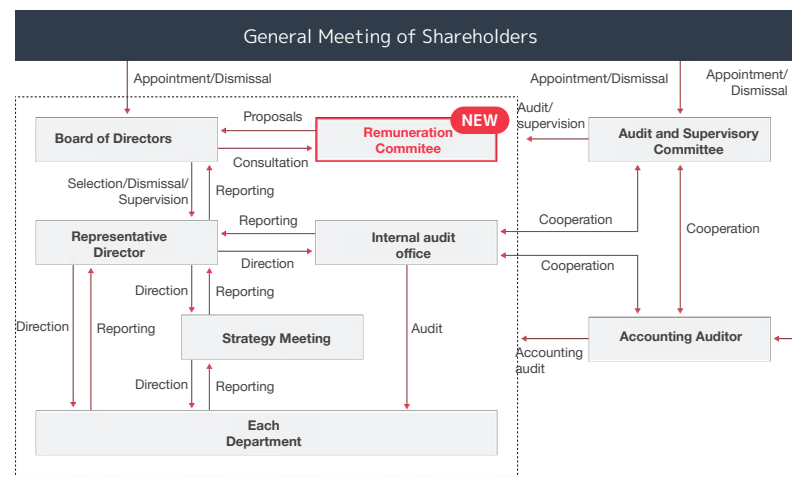 General Meeting of Shareholders
Appointment/Dismissal
Appointment/Dismissal
Appointment/
Dismissal
Board of Directors
Proposals
Consultation
NEW
Remuneration
Commitee
Audit/
supervision
Audit and Supervisory
Committee
Selection/Dismissal/
Supervision
Reporting
Representative
Director
Reporting
Direction
Internal audit
office
Cooperation
Cooperation
Cooperation
Direction
Reporting
Direction
Reporting
Strategy Meeting
Audit
Accounting Auditor
Accounting
audit
Direction
Reporting
Each
Department